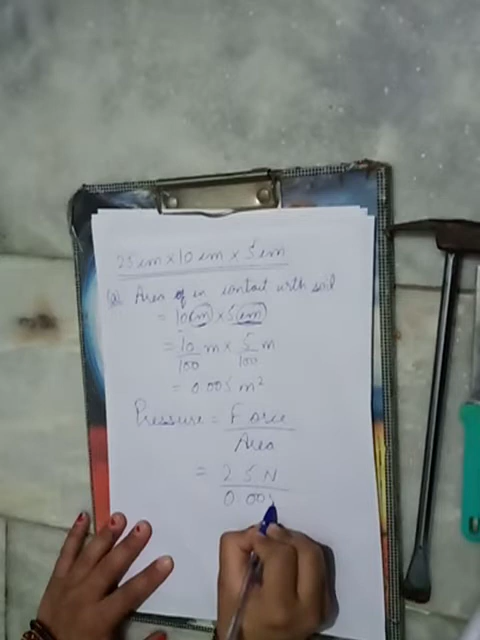 25 cm × 10 cm × 5 cm
(a) Area of in contact with soil
= 10 cm × 5 cm
= 10/100 m × 5/100 m
= 0.005 m²
Pressure = Force
Area
= 25 N
0.005